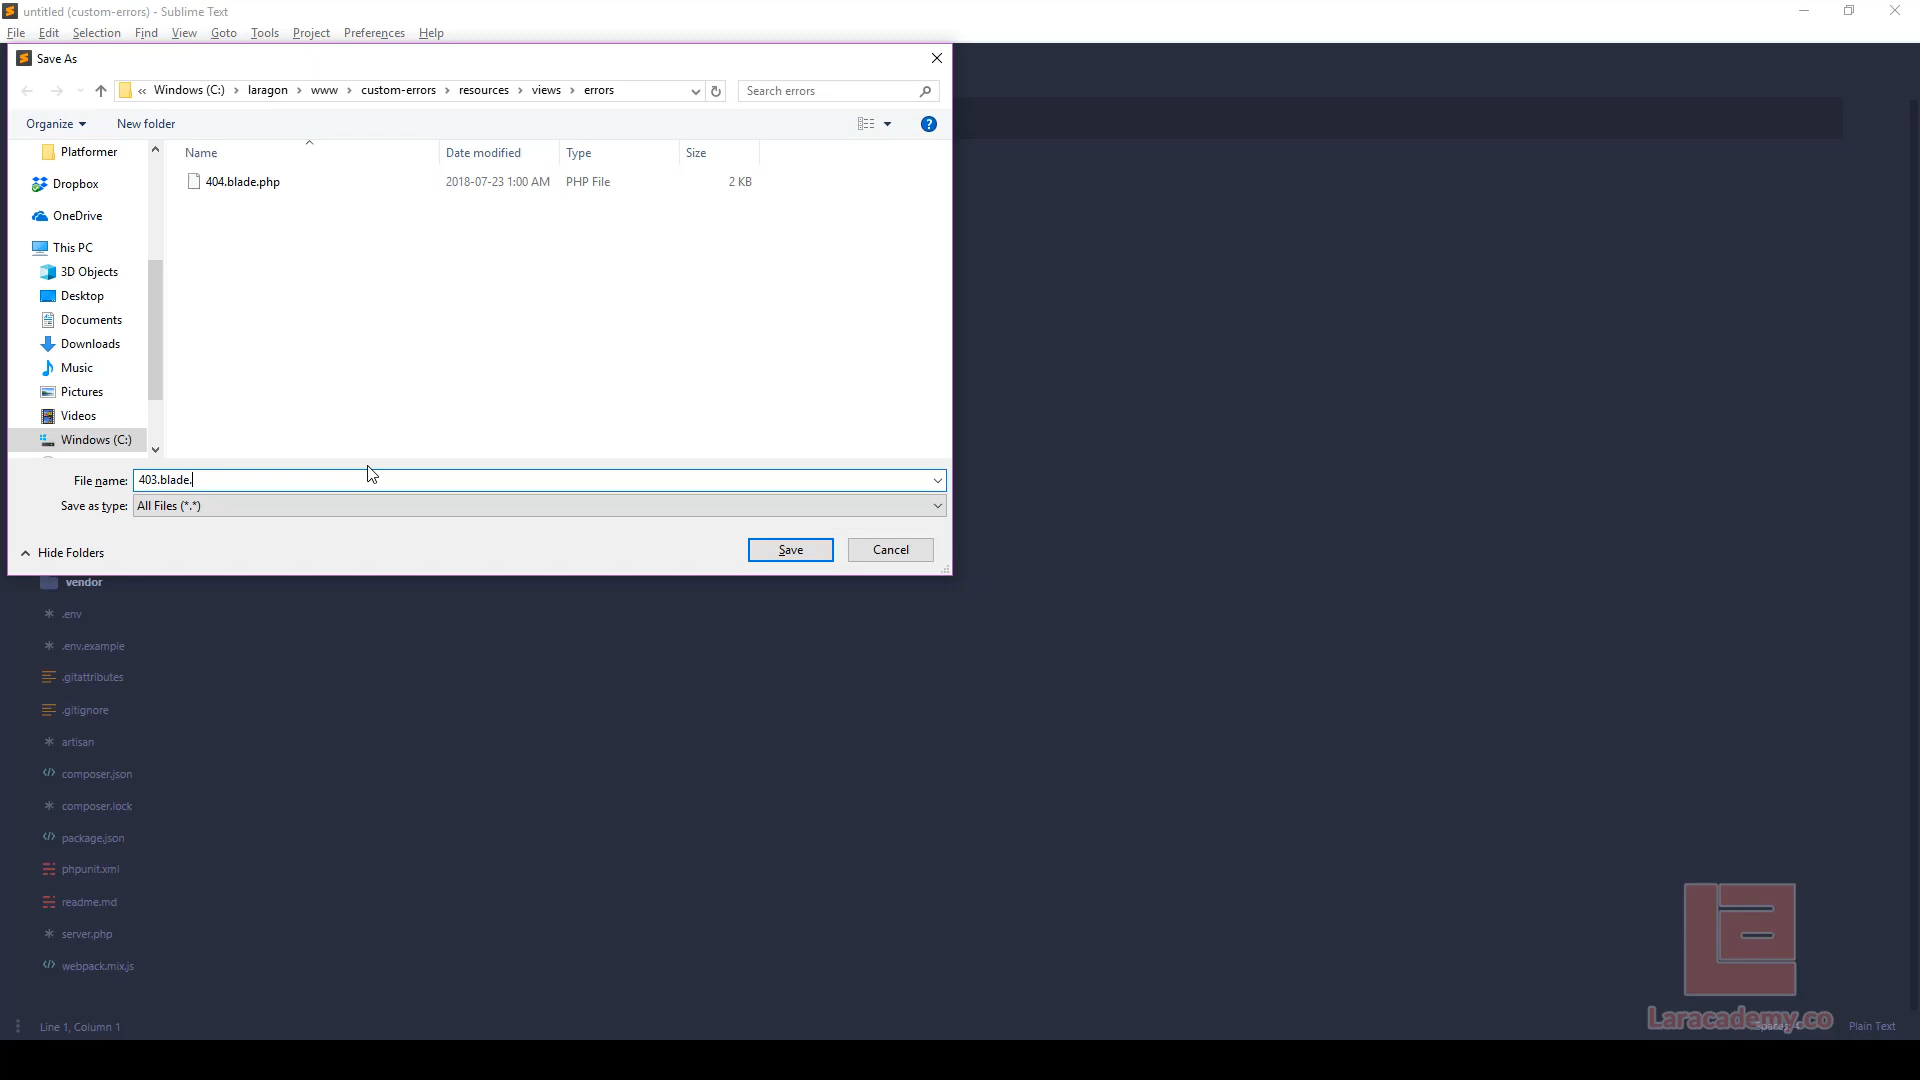 untitled (custom-errors) - Sublime Text
File Edit Selection Find View Goto Tools Project Preferences Help
Save As
« Windows (C:) › laragon › www › custom-errors › resources › views › errors
Search errors
Organize New folder
Name Date modified Type Size
404.blade.php 2018-07-23 1:00 AM PHP File 2 KB
Platformer
Dropbox
OneDrive
This PC
3D Objects
Desktop
Documents
Downloads
Music
Pictures
Videos
Windows (C:)
File name: 403.blade.
Save as type: All Files (*.*)
Hide Folders
Save Cancel
vendor
.env
.env.example
.gitattributes
.gitignore
artisan
composer.json
composer.lock
package.json
phpunit.xml
readme.md
server.php
webpack.mix.js
Laracademy.co
Line 1, Column 1
Plain Text